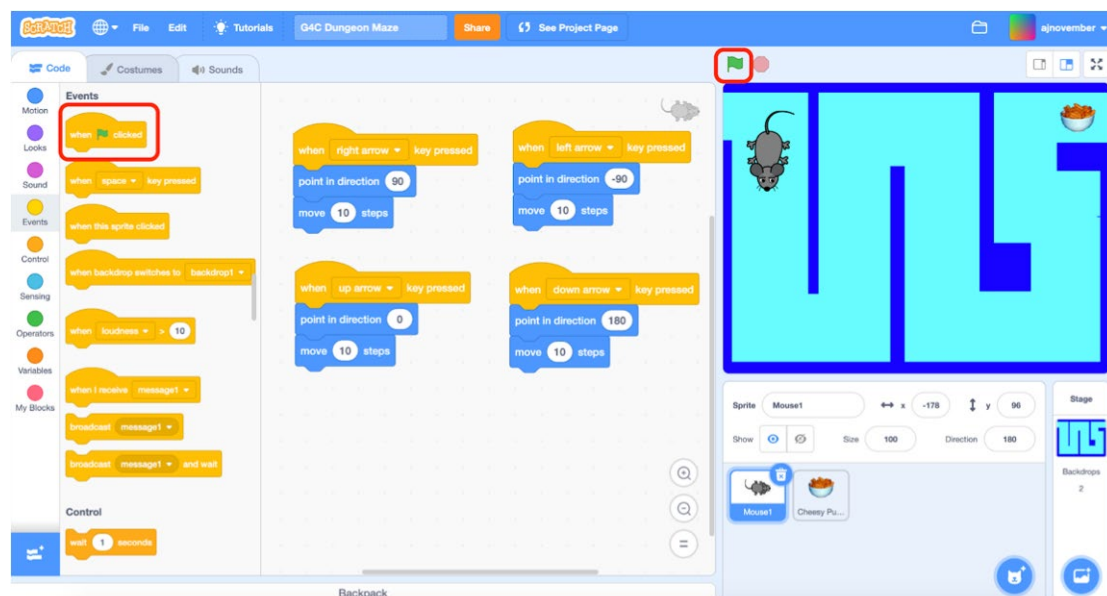 SCRATCH
File Edit Tutorials G4C Dungeon Maze Share See Project Page ajnovember
Code Costumes Sounds
Motion
Looks
Sound
Events
Control
Sensing
Operators
Variables
My Blocks
Events
when clicked
when space key pressed
when this sprite clicked
when backdrop switches to backdrop1
when loudness > 10
when I receive message1
broadcast message1
broadcast message1 and wait
Control
wait 1 seconds
when right arrow key pressed
point in direction 90
move 10 steps
when left arrow key pressed
point in direction -90
move 10 steps
when up arrow key pressed
point in direction 0
move 10 steps
when down arrow key pressed
point in direction 180
move 10 steps
Backpack
Sprite Mouse1 x -178 y 96
Show Size 100 Direction 180
Mouse1 Cheesy Pu...
Stage
Backdrops
2